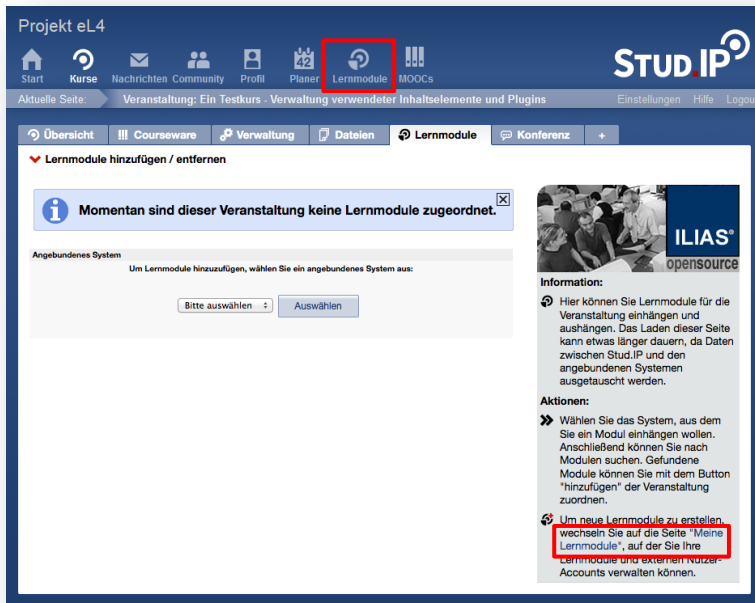 Projekt eL4
STUD.IP
42
Start Kurse Nachrichten Community Profil Planer Lernmodule MOOCs
Aktuelle Seite: Veranstaltung: Ein Testkurs - Verwaltung verwendeter Inhaltselemente und Plugins Einstellungen Hilfe Logou
Übersicht Courseware Verwaltung Dateien Lernmodule Konferenz +
Lernmodule hinzufügen / entfernen
Momentan sind dieser Veranstaltung keine Lernmodule zugeordnet.
Angebundenes System
Um Lernmodule hinzuzufügen, wählen Sie ein angebundenes System aus:
Bitte auswählen Auswählen
ILIAS®
opensource
Information:
Hier können Sie Lernmodule für die
Veranstaltung einhängen und
aushängen. Das Laden dieser Seite
kann etwas länger dauern, da Daten
zwischen Stud.IP und den
angebundenen Systemen
ausgetauscht werden.
Aktionen:
Wählen Sie das System, aus dem
Sie ein Modul einhängen wollen.
Anschließend können Sie nach
Modulen suchen. Gefundene
Module können Sie mit dem Button
"hinzufügen" der Veranstaltung
zuordnen.
Um neue Lernmodule zu erstellen,
wechseln Sie auf die Seite "Meine
Lernmodule", auf der Sie Ihre
Lernmodule und externen Nutzer-
Accounts verwalten können.